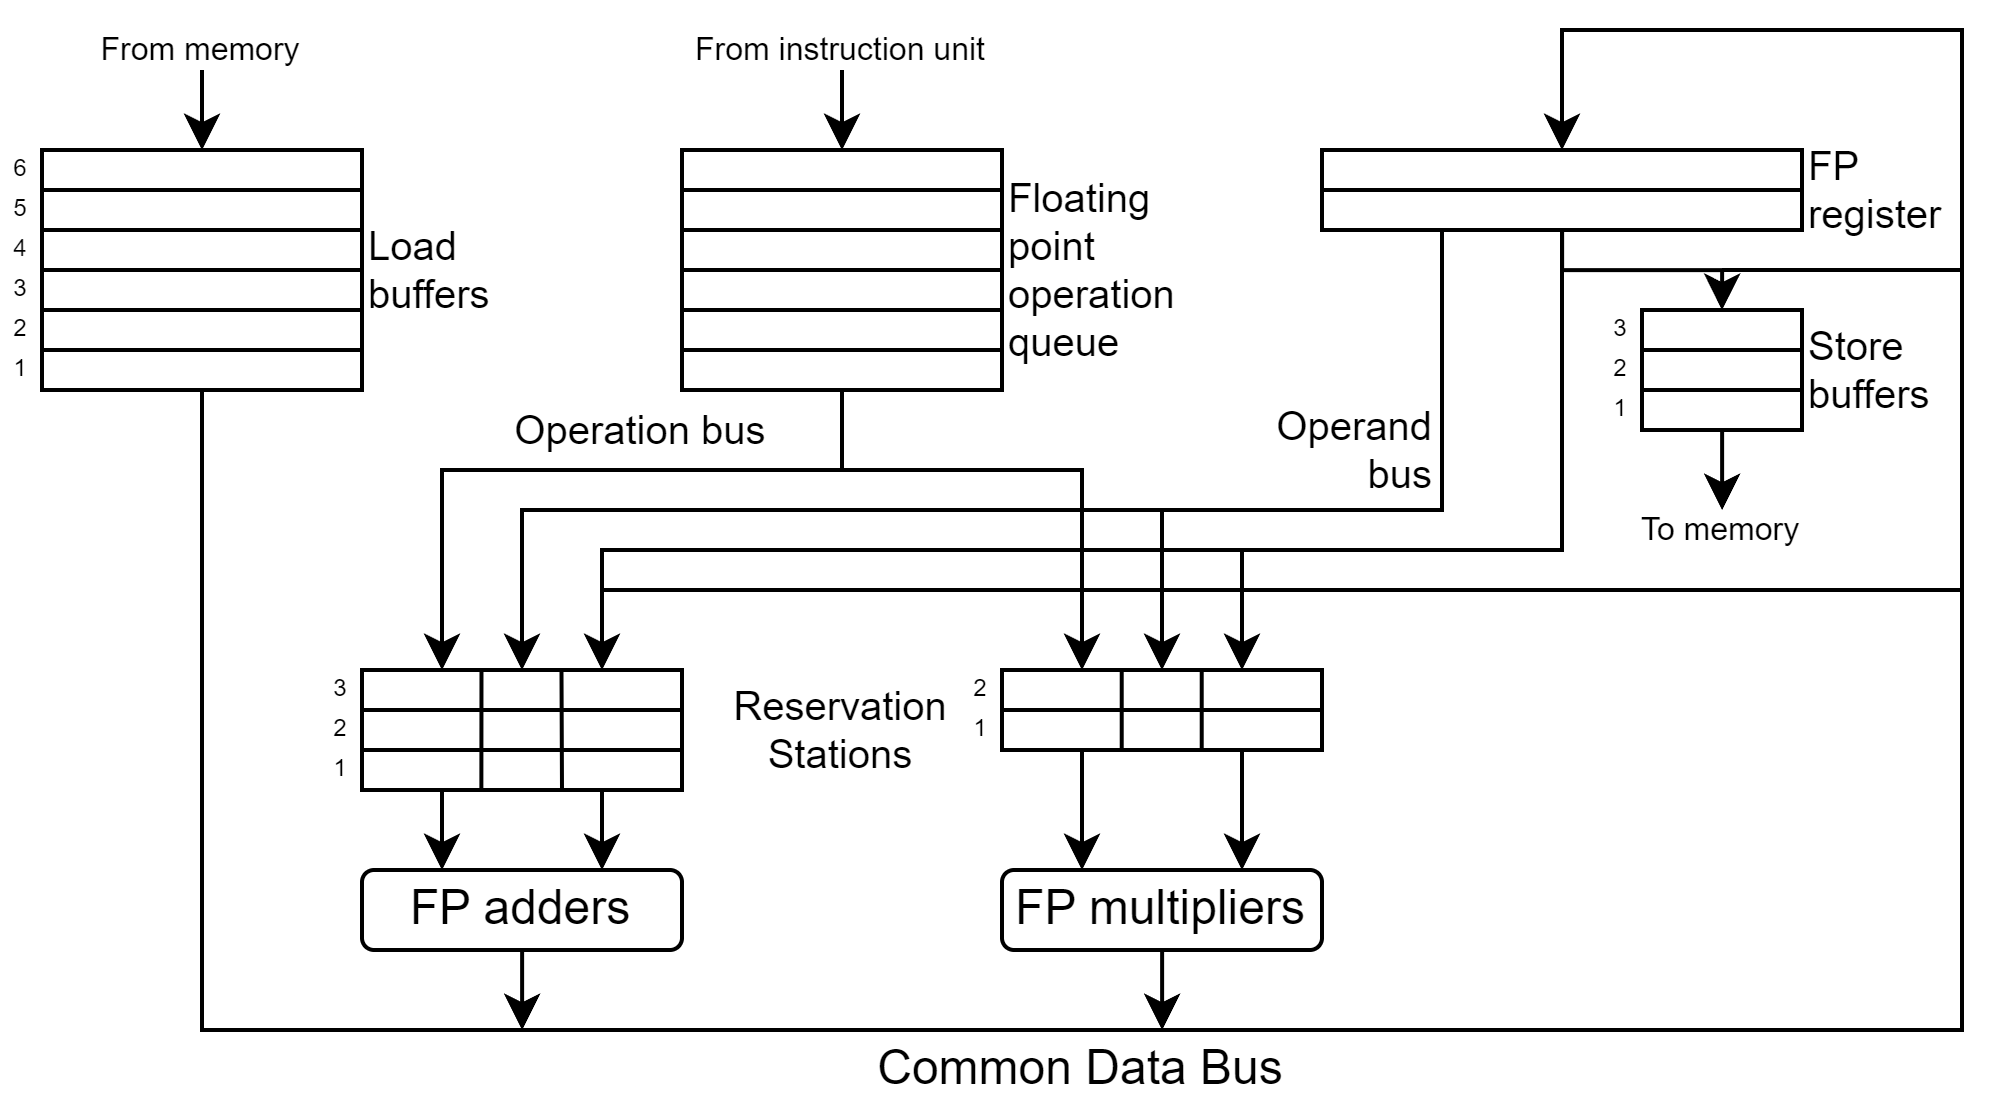 From memory
From instruction unit
6
5
4
3
2
1
Load
buffers
Floating
point
operation
queue
FP
register
3
2
1
Store
buffers
To memory
Operation bus
Operand
bus
3
2
1
Reservation
Stations
2
1
FP adders
FP multipliers
Common Data Bus